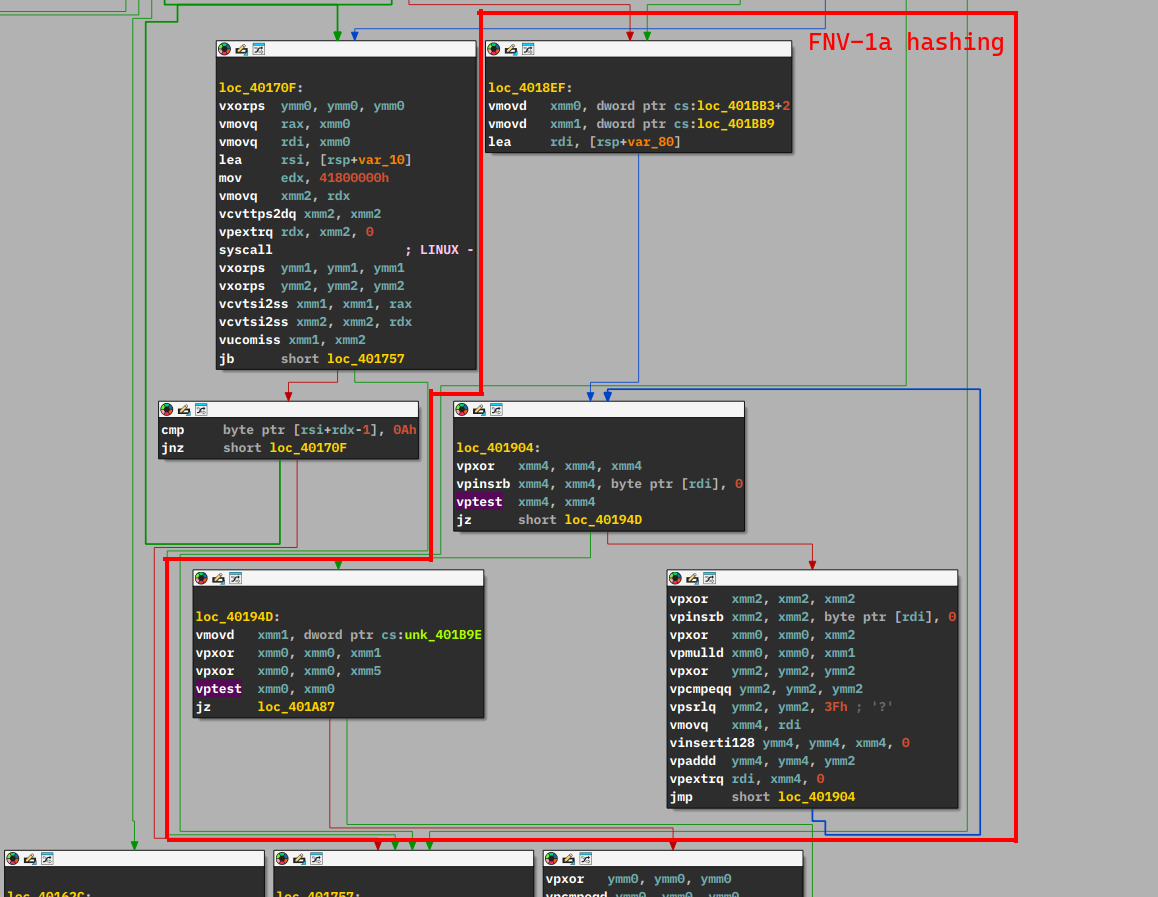 FNV-1a hashing
loc_40170F:
vxorps ymm0, ymm0, ymm0
vmovq rax, xmm0
vmovq rdi, xmm0
lea rsi, [rsp+var_10]
mov edx, 41800000h
vmovq xmm2, rdx
vcvttps2dq xmm2, xmm2
vpextrq rdx, xmm2, 0
syscall ; LINUX -
vxorps ymm1, ymm1, ymm1
vxorps ymm2, ymm2, ymm2
vcvtsi2ss xmm1, xmm1, rax
vcvtsi2ss xmm2, xmm2, rdx
vucomiss xmm1, xmm2
jb short loc_401757
loc_4018EF:
vmovd xmm0, dword ptr cs:loc_401BB3+2
vmovd xmm1, dword ptr cs:loc_401BB9
lea rdi, [rsp+var_80]
cmp byte ptr [rsi+rdx-1], 0Ah
jnz short loc_40170F
loc_401904:
vpxor xmm4, xmm4, xmm4
vpinsrb xmm4, xmm4, byte ptr [rdi], 0
vptest xmm4, xmm4
jz short loc_40194D
loc_40194D:
vmovd xmm1, dword ptr cs:unk_401B9E
vpxor xmm0, xmm0, xmm1
vpxor xmm0, xmm0, xmm5
vptest xmm0, xmm0
jz loc_401A87
vpxor xmm2, xmm2, xmm2
vpinsrb xmm2, xmm2, byte ptr [rdi], 0
vpxor xmm0, xmm0, xmm2
vpmulld xmm0, xmm0, xmm1
vpxor ymm2, ymm2, ymm2
vpcmpeqq ymm2, ymm2, ymm2
vpsrlq ymm2, ymm2, 3Fh ; '?'
vmovq xmm4, rdi
vinserti128 ymm4, ymm4, xmm4, 0
vpaddd ymm4, ymm4, ymm2
vpextrq rdi, xmm4, 0
jmp short loc_401904
loc_401757:
vpxor ymm0, ymm0, ymm0